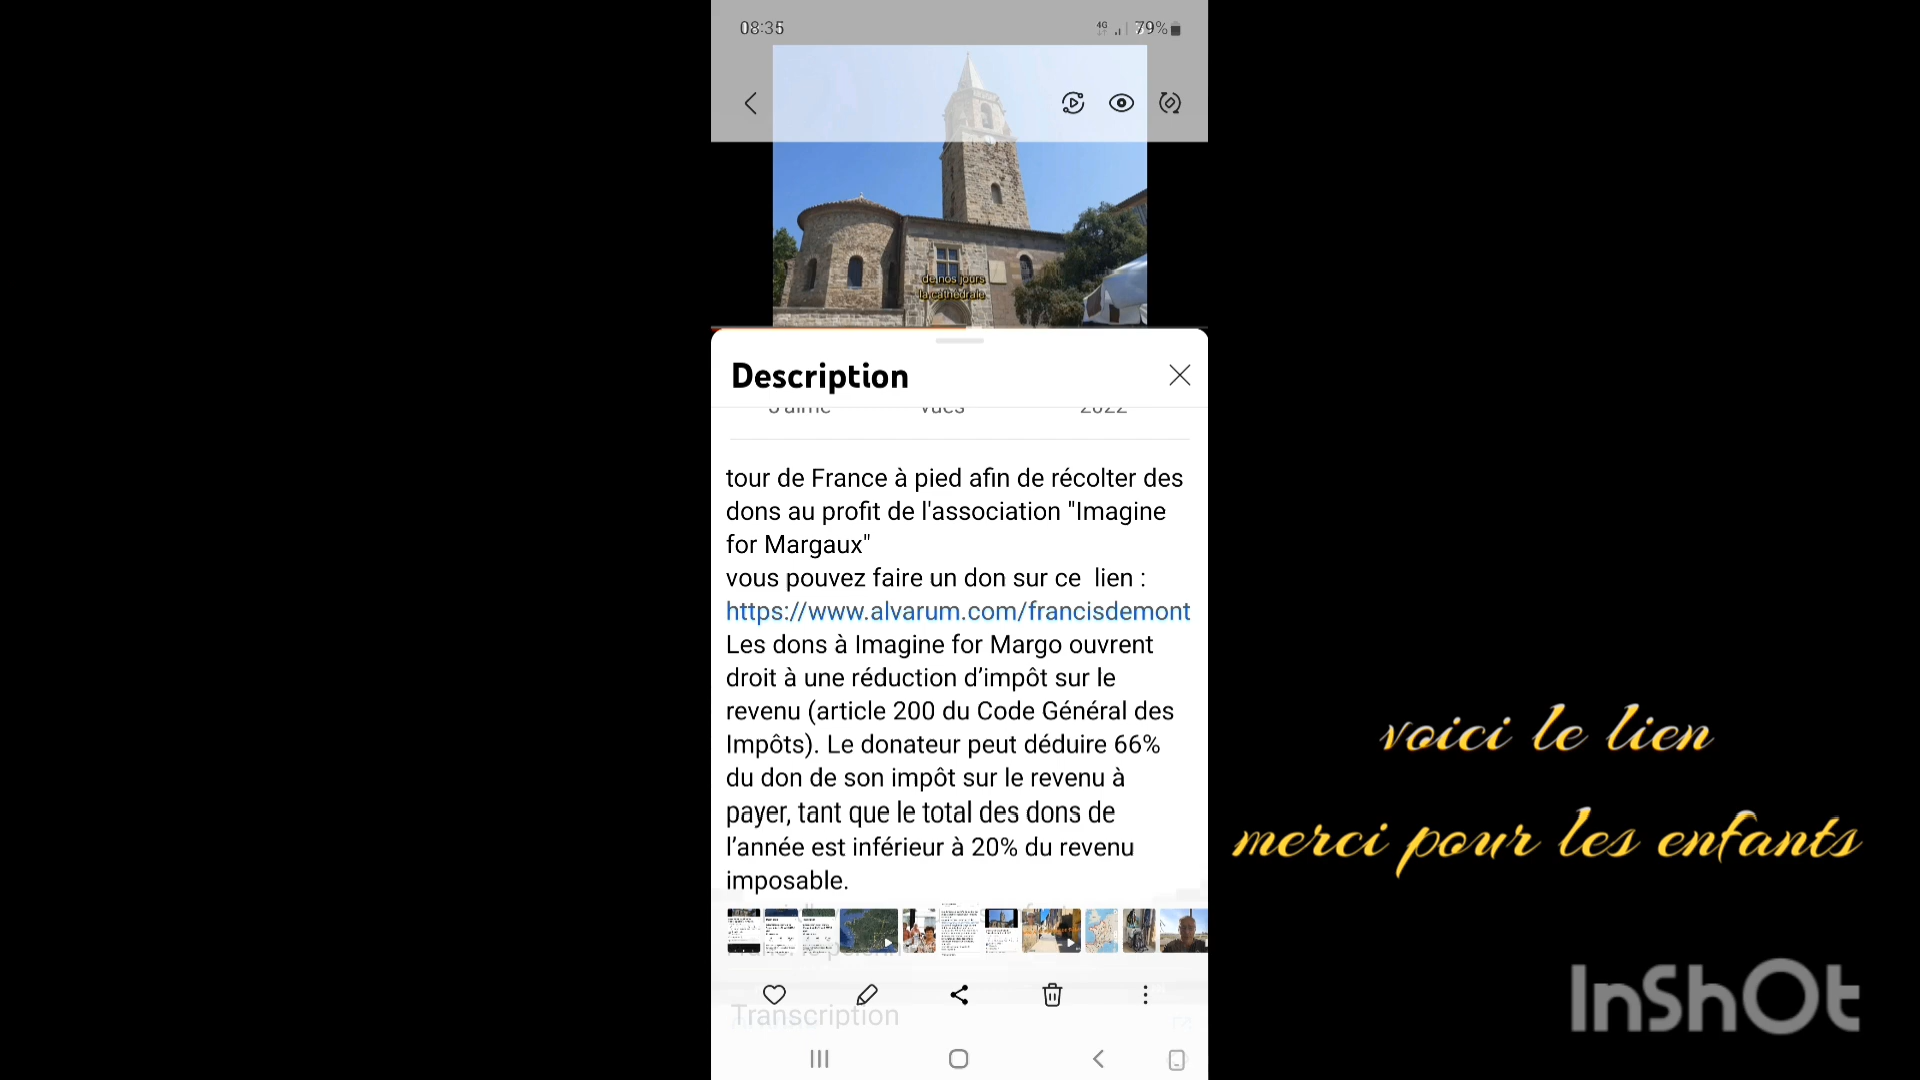 08:35
4G
79%
de nos jours
la cathédrale
Description
J'aime
vues
2022
tour de France à pied afin de récolter des
dons au profit de l'association "Imagine
for Margaux"
vous pouvez faire un don sur ce lien :
https://www.alvarum.com/francisdemont
Les dons à Imagine for Margo ouvrent
droit à une réduction d’impôt sur le
revenu (article 200 du Code Général des
Impôts). Le donateur peut déduire 66%
du don de son impôt sur le revenu à
payer, tant que le total des dons de
l’année est inférieur à 20% du revenu
imposable.
Transcription
voici le lien
merci pour les enfants
InShOt